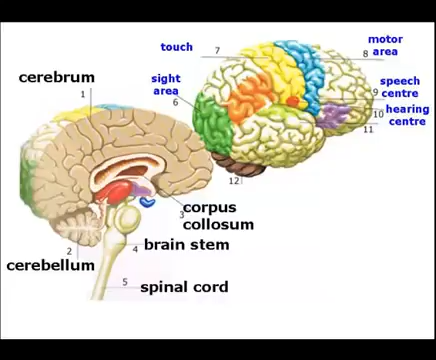 touch
7
motor
area
8
cerebrum
1
sight
area
6
speech
centre
9
hearing
centre
10
11
12
3
corpus
collosum
2
cerebellum
4
brain stem
5
spinal cord